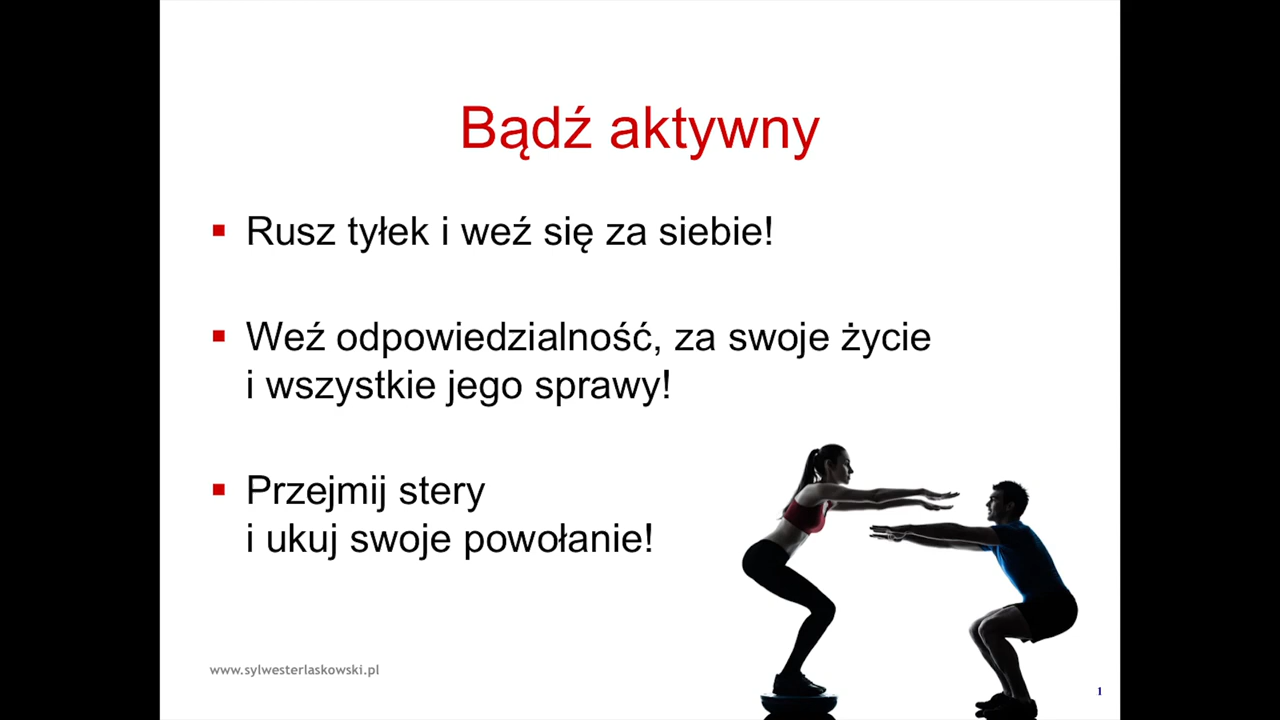 Bądź aktywny
Rusz tyłek i weź się za siebie!
Weź odpowiedzialność, za swoje życie
i wszystkie jego sprawy!
Przejmij stery
i ukuj swoje powołanie!
www.sylwesterlaskowski.pl
1